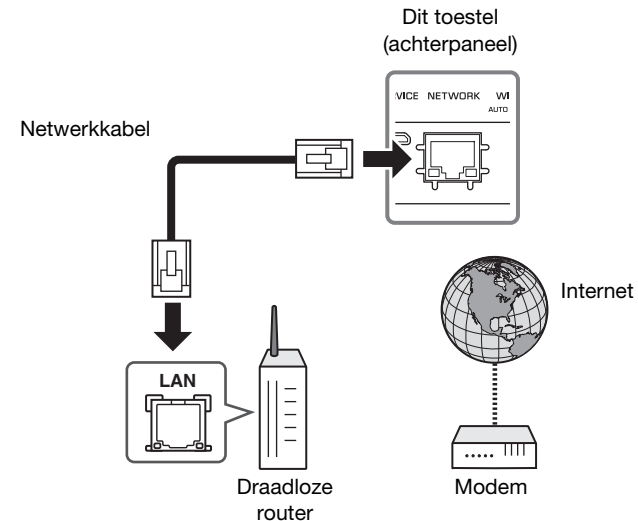 Dit toestel
(achterpaneel)
VICE NETWORK WI
AUTO
Netwerkkabel
Internet
LAN
Draadloze
router
Modem